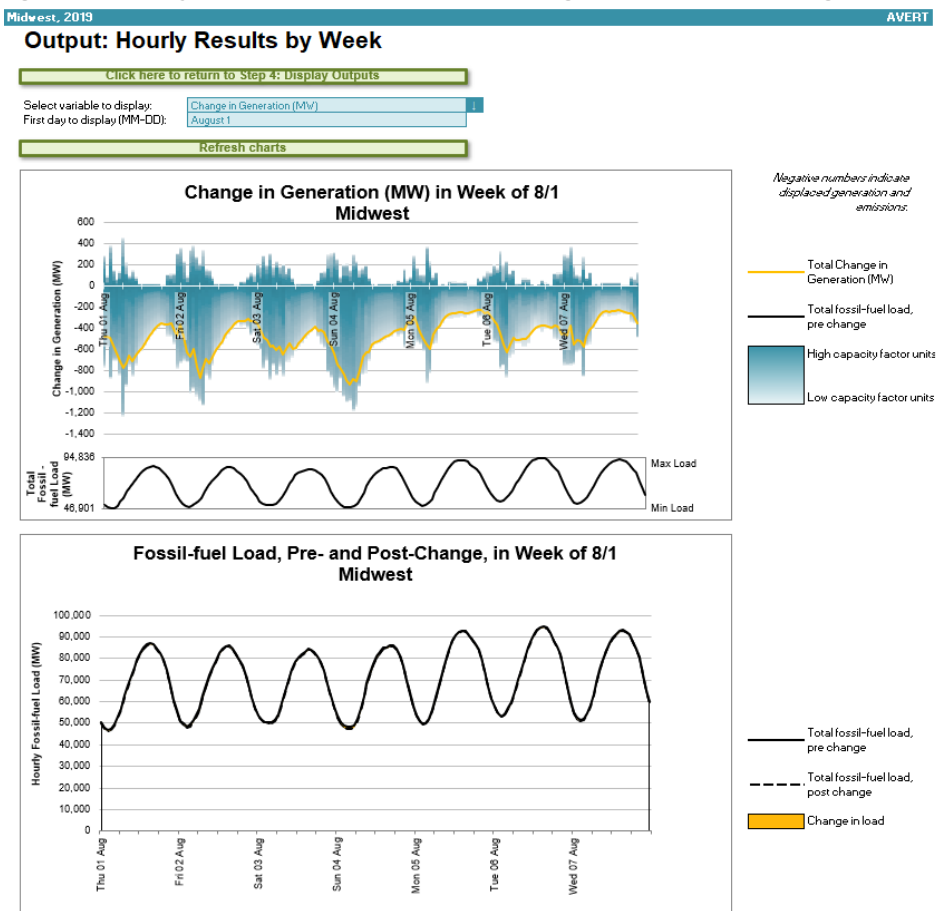 Midwest, 2019
AVERT
Output: Hourly Results by Week
Click here to return to Step 4: Display Outputs
Select variable to display:
Change in Generation (MW)
↓
First day to display (MM-DD):
August 1
Refresh charts
Change in Generation (MW) in Week of 8/1
Midwest
Change in Generation (MW)
600
400
200
0
-200
-400
-600
-800
-1,000
-1,200
-1,400
Thu 01 Aug
Fri 02 Aug
Sat 03 Aug
Sun 04 Aug
Mon 05 Aug
Tue 06 Aug
Wed 07 Aug
Total
Fossil -
fuel Load
(MW)
94,836
46,901
Max Load
Min Load
Negative numbers indicate
displaced generation and
emissions.
Total Change in
Generation (MW)
Total fossil-fuel load,
pre change
High capacity factor units
Low capacity factor units
Fossil-fuel Load, Pre- and Post-Change, in Week of 8/1
Midwest
Hourly Fossil-fuel Load (MW)
100,000
90,000
80,000
70,000
60,000
50,000
40,000
30,000
20,000
10,000
0
Thu 01 Aug
Fri 02 Aug
Sat 03 Aug
Sun 04 Aug
Mon 05 Aug
Tue 06 Aug
Wed 07 Aug
Total fossil-fuel load,
pre change
Total fossil-fuel load,
post change
Change in load